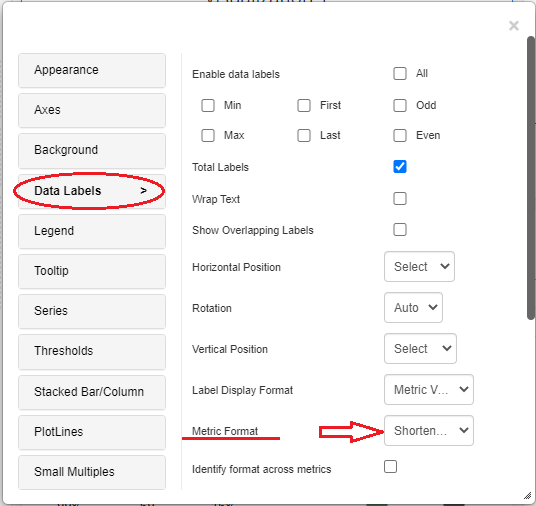 ×
Appearance
Axes
Background
Data Labels >
Legend
Tooltip
Series
Thresholds
Stacked Bar/Column
PlotLines
Small Multiples
Enable data labels All
Min First Odd
Max Last Even
Total Labels
Wrap Text
Show Overlapping Labels
Horizontal Position Select
Rotation Auto
Vertical Position Select
Label Display Format Metric V...
Metric Format Shorten...
Identify format across metrics